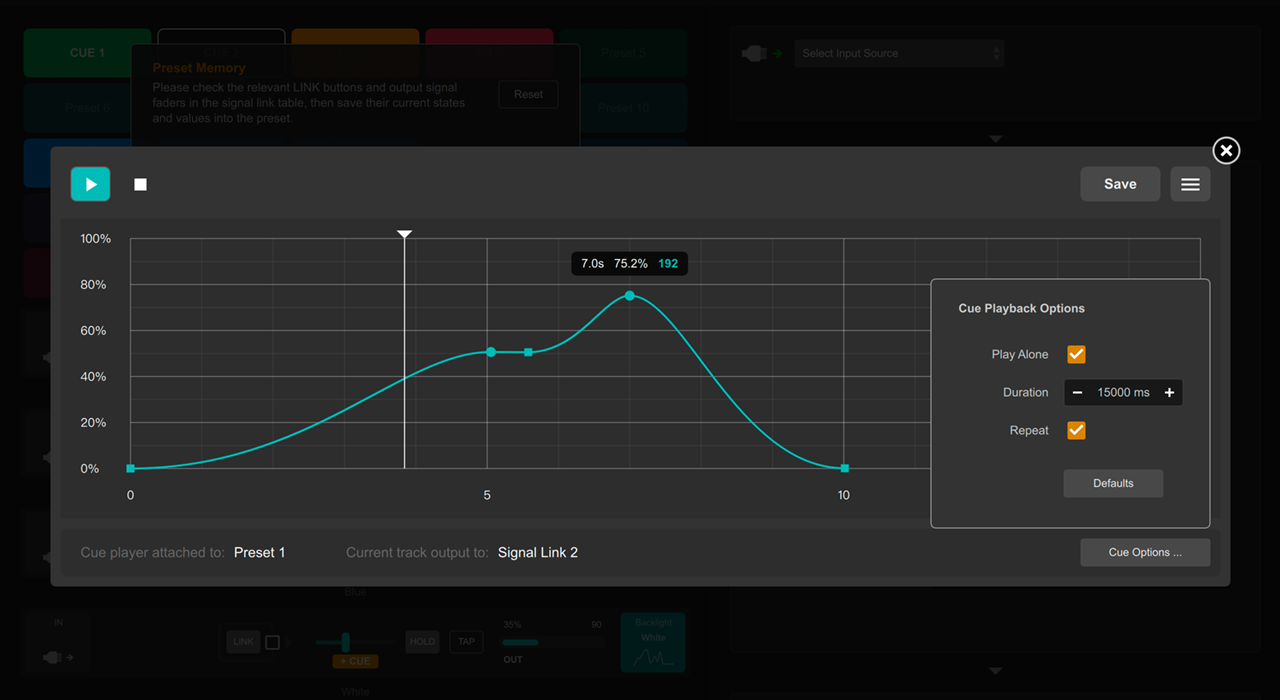 CUE 1
Preset 5
Preset Memory
Please check the relevant LINK buttons and output signal
faders in the signal link table, then save their current states
and values into the preset.
Reset
Select Input Source
Preset 6
Preset 10
Save
100%
80%
60%
40%
20%
0%
7.0s 75.2% 192
0
5
10
Cue Playback Options
Play Alone
Duration
15000 ms
Repeat
Defaults
Cue player attached to: Preset 1
Current track output to: Signal Link 2
Cue Options ...
Blue
IN
LINK
+ CUE
HOLD
TAP
35%
90
OUT
Backlight
White
White